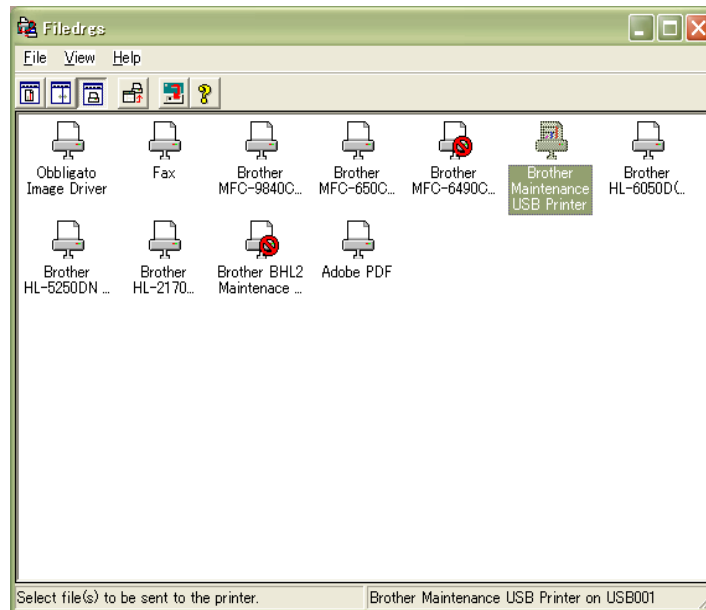 Filedrgs
File View Help
Obbligato
Image Driver
Fax
Brother
MFC-9840C...
Brother
MFC-650C...
Brother
MFC-6490C...
Brother
Maintenance
USB Printer
Brother
HL-6050D(...
Brother
HL-5250DN ...
Brother
HL-2170...
Brother BHL2
Maintenace ...
Adobe PDF
Select file(s) to be sent to the printer.
Brother Maintenance USB Printer on USB001